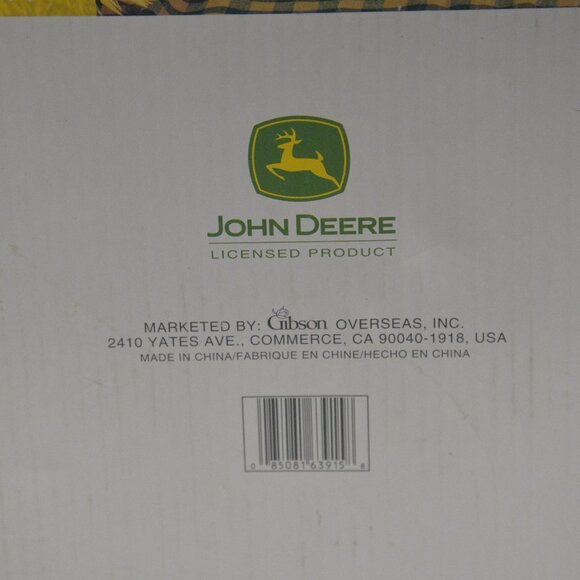 JOHN DEERE
LICENSED PRODUCT
MARKETED BY: Gibson OVERSEAS, INC.
2410 YATES AVE., COMMERCE, CA 90040-1918, USA
MADE IN CHINA/FABRIQUE EN CHINE/HECHO EN CHINA
0 85081 63915 8